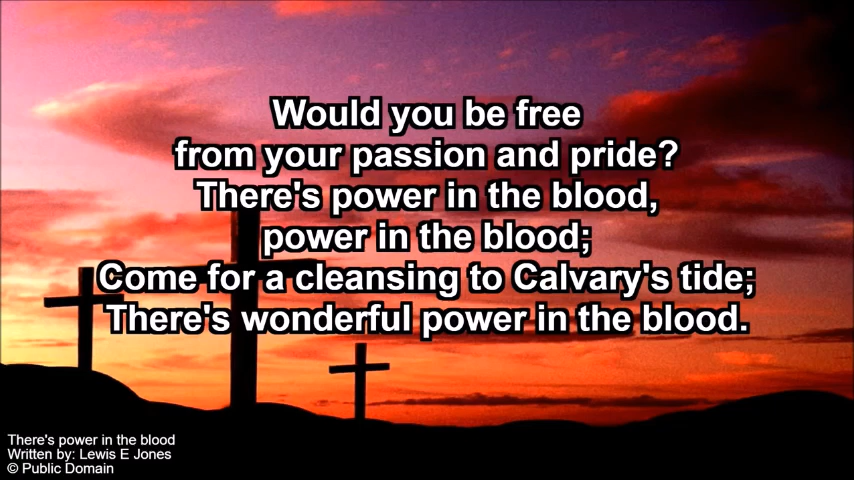 Would you be free
from your passion and pride?
There's power in the blood,
power in the blood;
Come for a cleansing to Calvary's tide;
There's wonderful power in the blood.
There's power in the blood
Written by: Lewis E Jones
© Public Domain